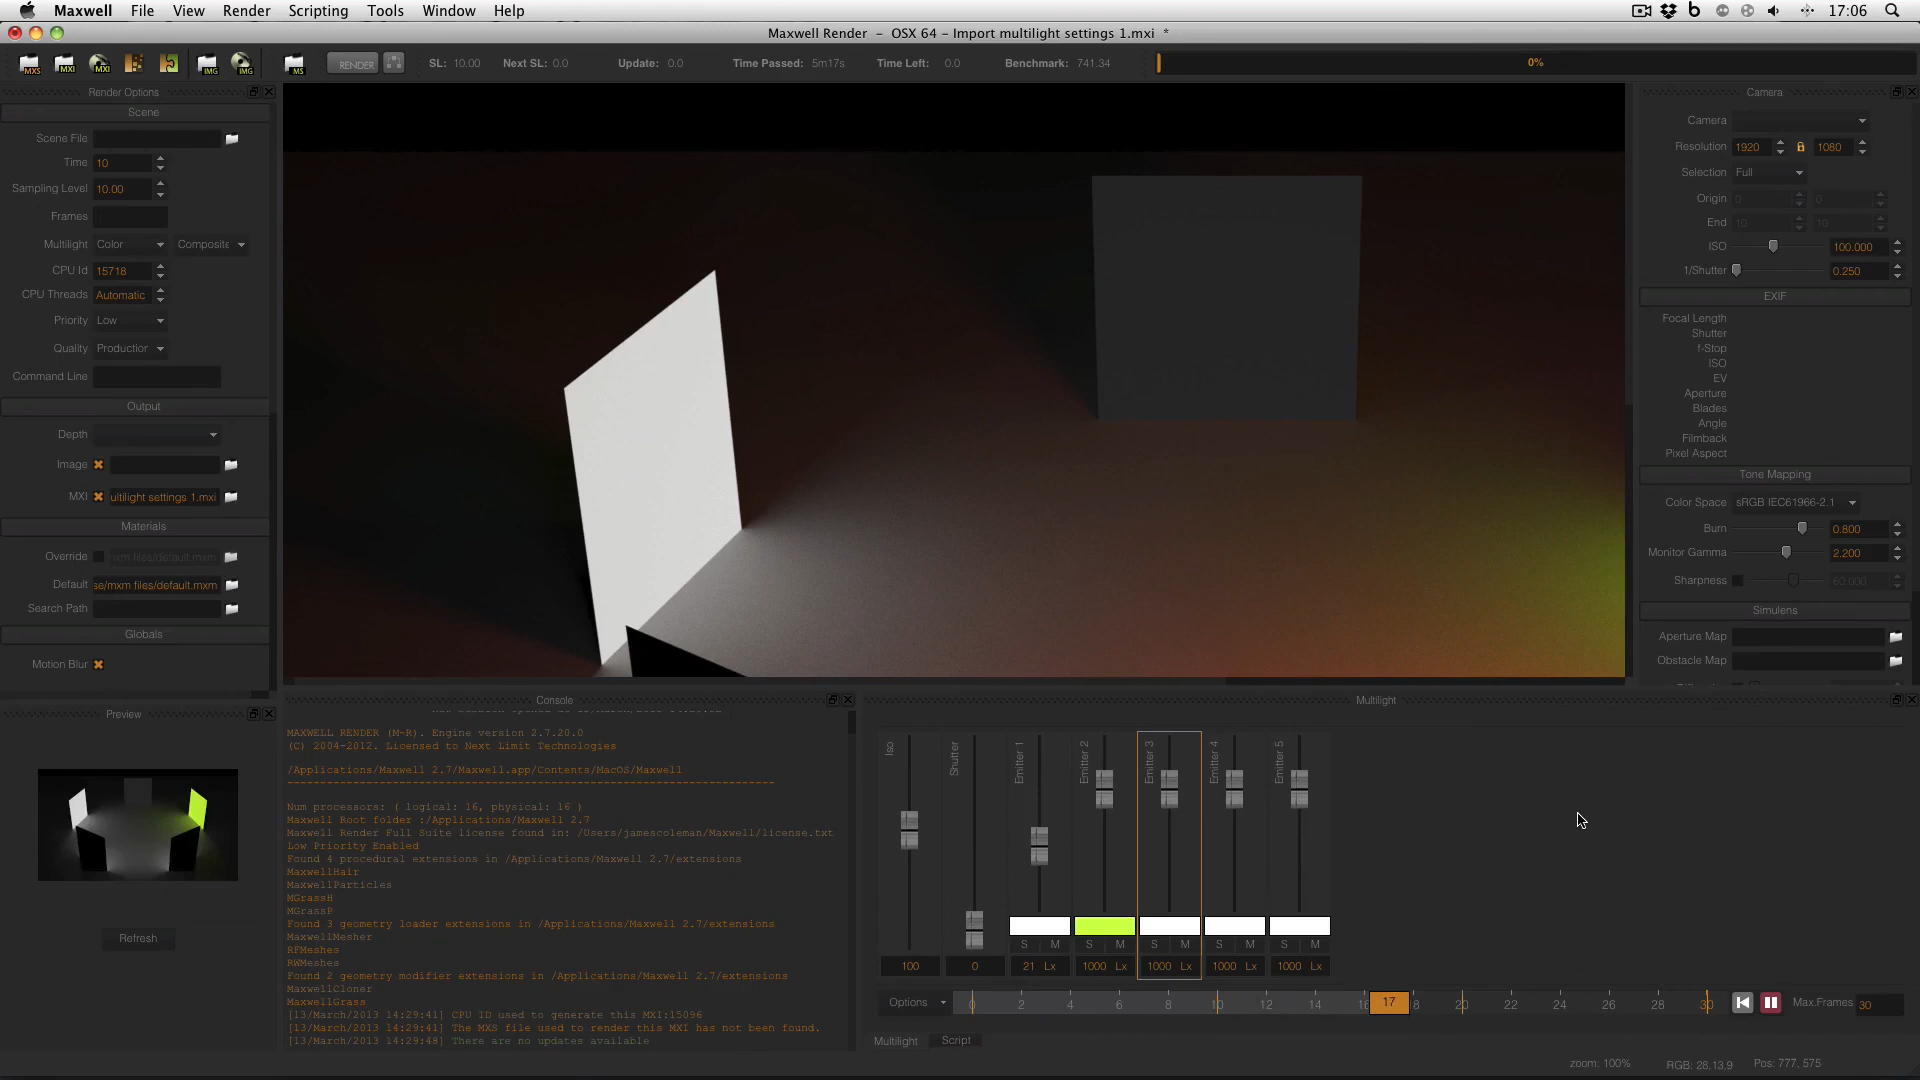 Maxwell File View Render Scripting Tools Window Help
17:06
Maxwell Render – OSX 64 - Import multilight settings 1.mxi *
MXS MXI MXI IMG IMG MS RENDER SL: 10.00 Next SL: 0.0 Update: 0.0 Time Passed: 5m17s Time Left: 0.0 Benchmark: 741.34 0%
Render Options
Scene
Scene File
Time 10
Sampling Level 10.00
Frames
Multilight Color Composite
CPU Id 15718
CPU Threads Automatic
Priority Low
Quality Production
Command Line
Output
Depth
Image
MXI ultilight settings 1.mxi
Materials
Override xm files/default.mxm
Default se/mxm files/default.mxm
Search Path
Globals
Motion Blur
Preview
Refresh
Camera
Camera
Resolution 1920 1080
Selection Full
Origin 0 0
End 10 10
ISO 100.000
1/Shutter 0.250
EXIF
Focal Length
Shutter
f-Stop
ISO
EV
Aperture
Blades
Angle
Filmback
Pixel Aspect
Tone Mapping
Color Space sRGB IEC61966-2.1
Burn 0.800
Monitor Gamma 2.200
Sharpness 60.000
Simulens
Aperture Map
Obstacle Map
Console
MAXWELL RENDER (M~R). Engine version 2.7.20.0
(C) 2004-2012. Licensed to Next Limit Technologies
/Applications/Maxwell 2.7/Maxwell.app/Contents/MacOS/Maxwell
Num processors: ( logical: 16, physical: 16 )
Maxwell Root folder :/Applications/Maxwell 2.7
Maxwell Render Full Suite license found in: /Users/jamescoleman/Maxwell/license.txt
Low Priority Enabled
Found 4 procedural extensions in /Applications/Maxwell 2.7/extensions
MaxwellHair
MaxwellParticles
MGrassH
MGrassP
Found 3 geometry loader extensions in /Applications/Maxwell 2.7/extensions
MaxwellMesher
RFMeshes
RWMeshes
Found 2 geometry modifier extensions in /Applications/Maxwell 2.7/extensions
MaxwellCloner
MaxwellGrass
[13/March/2013 14:29:41] CPU ID used to generate this MXI:15096
[13/March/2013 14:29:41] The MXS file used to render this MXI has not been found.
[13/March/2013 14:29:48] There are no updates available
Multilight
Iso Shutter Emitter 1 Emitter 2 Emitter 3 Emitter 4 Emitter 5
S M S M S M S M S M
100 0 21 Lx 1000 Lx 1000 Lx 1000 Lx 1000 Lx
Options 0 2 4 6 8 10 12 14 16 17 18 20 22 24 26 28 30 Max.Frames 30
Multilight Script
zoom: 100% RGB: 28,13,9 Pos: 777, 575